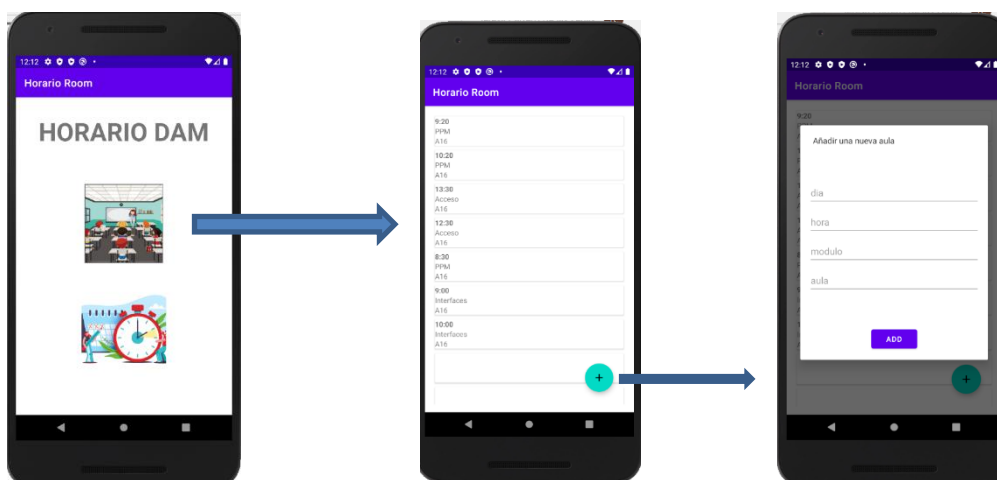 12:12
Horario Room
HORARIO DAM
12:12
Horario Room
9:20
PPM
A16
10:20
PPM
A16
13:30
Acceso
A16
12:30
Acceso
A16
8:30
PPM
A16
9:00
Interfaces
A16
10:00
Interfaces
A16
+
12:12
Horario Room
9:20
Añadir una nueva aula
dia
hora
modulo
aula
ADD
+